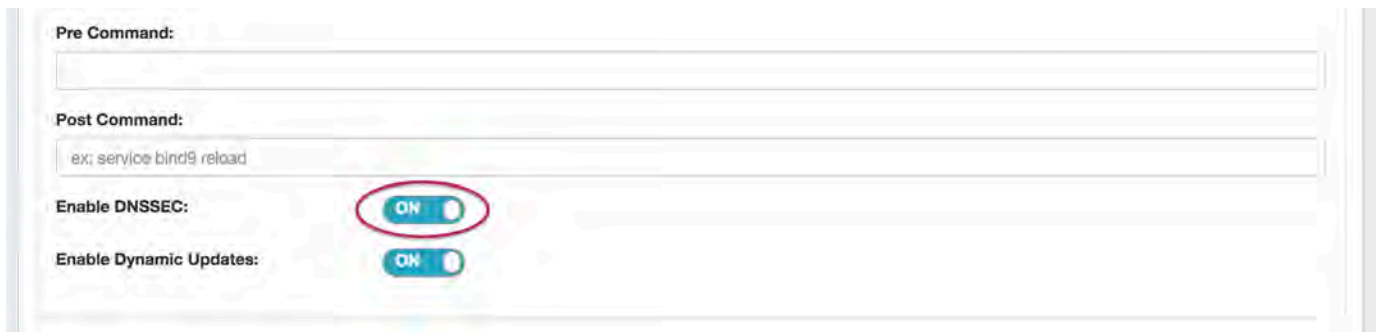 Pre Command:
Post Command:
ex: service bind9 reload
Enable DNSSEC:
ON
Enable Dynamic Updates:
ON